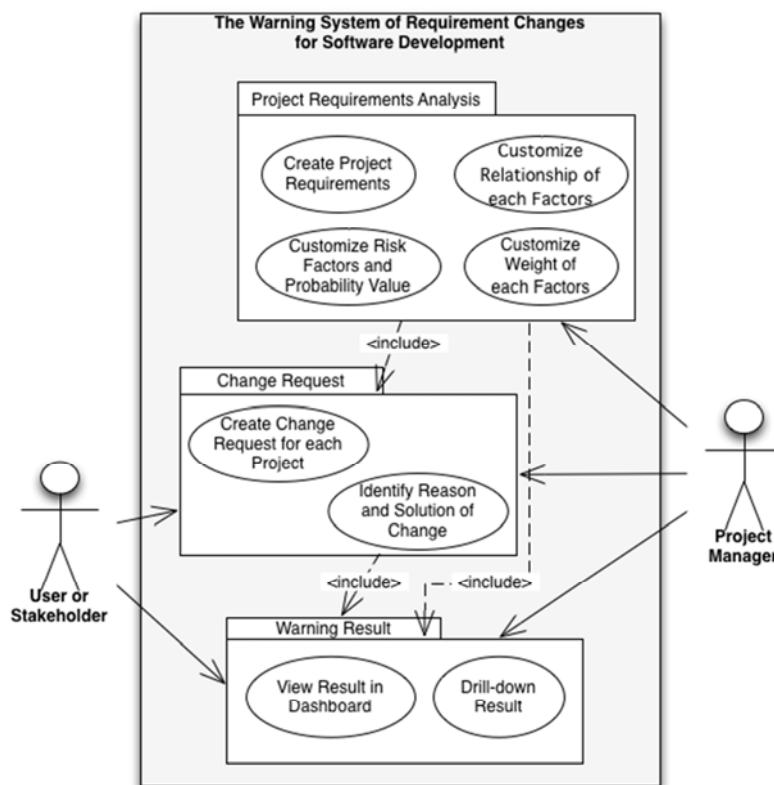 The Warning System of Requirement Changes
for Software Development
Project Requirements Analysis
Create Project
Requirements
Customize
Relationship of
each Factors
Customize Risk
Factors and
Probability Value
Customize
Weight of
each Factors
<include>
Change Request
Create Change
Request for each
Project
Identify Reason
and Solution of
Change
User or
Stakeholder
Project
Manager
<include>
<include>
Warning Result
View Result in
Dashboard
Drill-down
Result